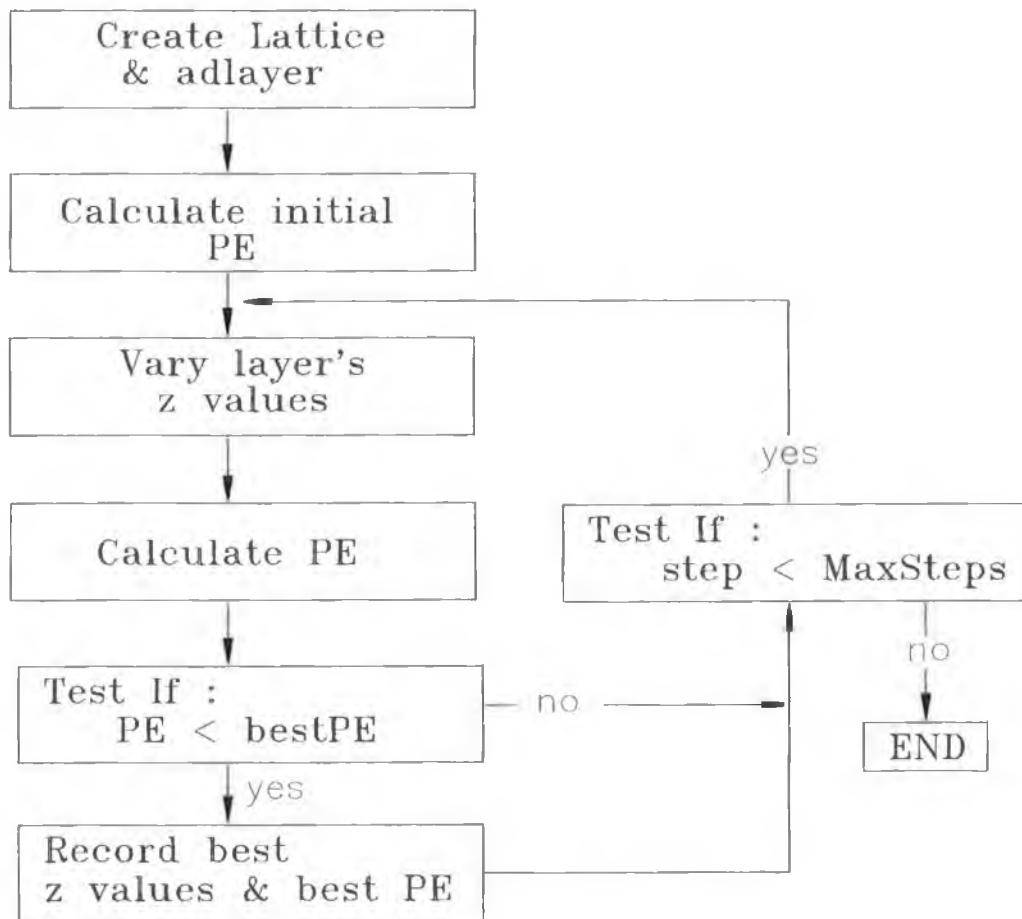 Create Lattice
& adlayer
Calculate initial
PE
Vary layer's
z values
Calculate PE
Test If :
PE < bestPE
no
yes
Record best
z values & best PE
yes
Test If :
step < MaxSteps
no
END